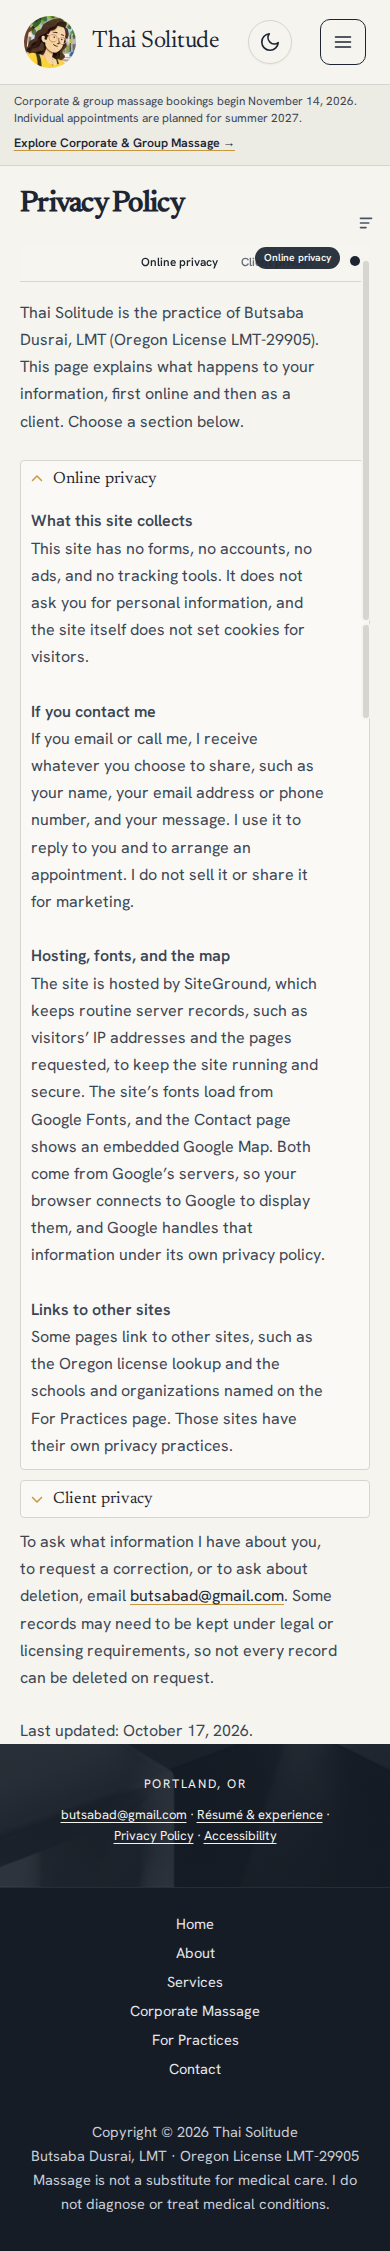 Thai Solitude
Corporate & group massage bookings begin November 14, 2026.
Individual appointments are planned for summer 2027.
Explore Corporate & Group Massage →
Privacy Policy
Online privacy
Online privacy
Thai Solitude is the practice of Butsaba
Dusrai, LMT (Oregon License LMT-29905).
This page explains what happens to your
information, first online and then as a
client. Choose a section below.
Online privacy
What this site collects
This site has no forms, no accounts, no
ads, and no tracking tools. It does not
ask you for personal information, and
the site itself does not set cookies for
visitors.
If you contact me
If you email or call me, I receive
whatever you choose to share, such as
your name, your email address or phone
number, and your message. I use it to
reply to you and to arrange an
appointment. I do not sell it or share it
for marketing.
Hosting, fonts, and the map
The site is hosted by SiteGround, which
keeps routine server records, such as
visitors’ IP addresses and the pages
requested, to keep the site running and
secure. The site’s fonts load from
Google Fonts, and the Contact page
shows an embedded Google Map. Both
come from Google’s servers, so your
browser connects to Google to display
them, and Google handles that
information under its own privacy policy.
Links to other sites
Some pages link to other sites, such as
the Oregon license lookup and the
schools and organizations named on the
For Practices page. Those sites have
their own privacy practices.
Client privacy
To ask what information I have about you,
to request a correction, or to ask about
deletion, email butsabad@gmail.com. Some
records may need to be kept under legal or
licensing requirements, so not every record
can be deleted on request.
Last updated: October 17, 2026.
PORTLAND, OR
butsabad@gmail.com · Résumé & experience ·
Privacy Policy · Accessibility
Home
About
Services
Corporate Massage
For Practices
Contact
Copyright © 2026 Thai Solitude
Butsaba Dusrai, LMT · Oregon License LMT-29905
Massage is not a substitute for medical care. I do
not diagnose or treat medical conditions.